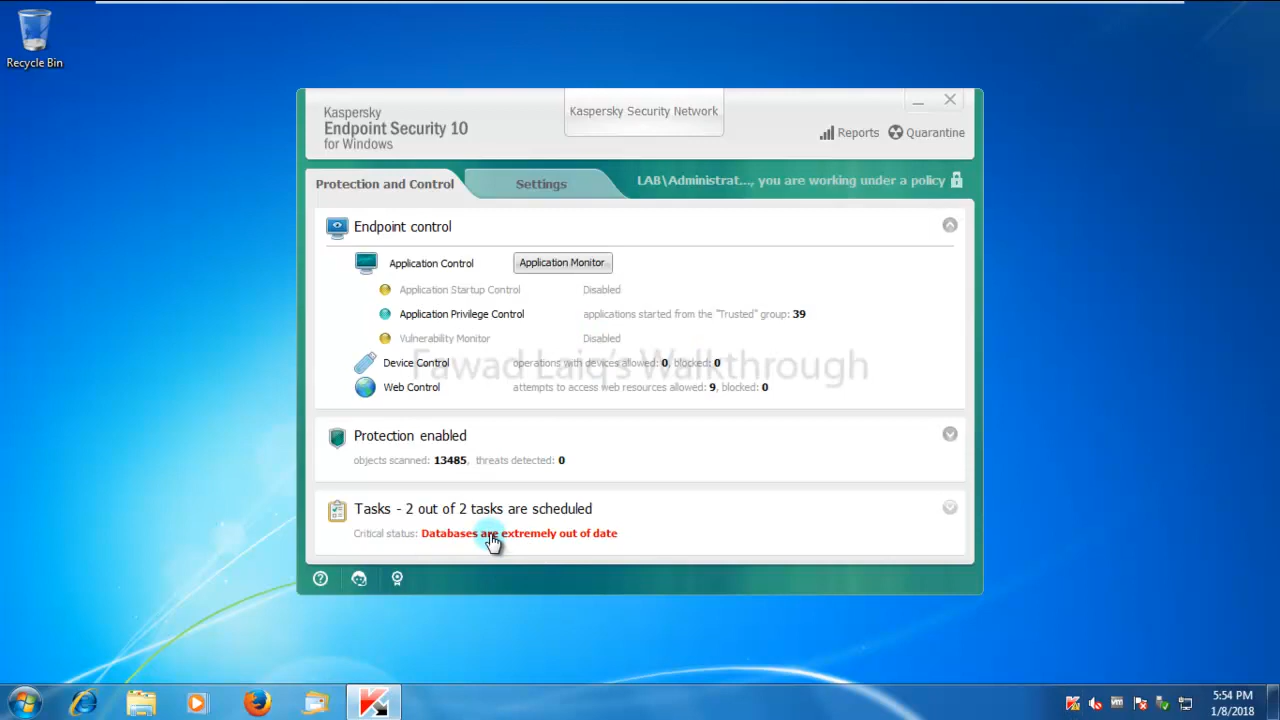 Recycle Bin
Kaspersky
Endpoint Security 10
for Windows
Kaspersky Security Network
Reports
Quarantine
Protection and Control
Settings
LAB\Administrat..., you are working under a policy
Endpoint control
Application Control
Application Monitor
Application Startup Control Disabled
Application Privilege Control applications started from the "Trusted" group: 39
Vulnerability Monitor Disabled
Device Control operations with devices allowed: 0, blocked: 0
Fawad Laiq's Walkthrough
Web Control attempts to access web resources allowed: 9, blocked: 0
Protection enabled
objects scanned: 13485, threats detected: 0
Tasks - 2 out of 2 tasks are scheduled
Critical status: Databases are extremely out of date
5:54 PM
1/8/2018